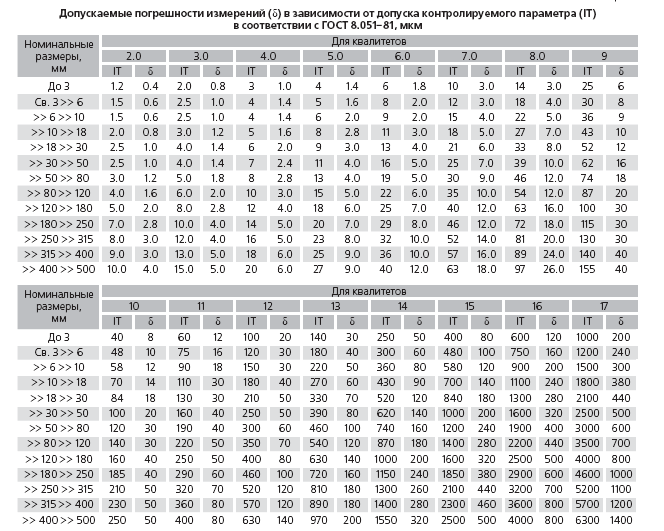 Допускаемые погрешности измерений (δ) в зависимости от допуска контролируемого параметра (IT)
в соответствии с ГОСТ 8.051–81, мкм
Номинальные размеры, мм Для квалитетов
2.0 3.0 4.0 5.0 6.0 7.0 8.0 9
IT δ IT δ IT δ IT δ IT δ IT δ IT δ IT δ
До 3 1.2 0.4 2.0 0.8 3 1.0 4 1.4 6 1.8 10 3.0 14 3.0 25 6
Св. 3 >> 6 1.5 0.6 2.5 1.0 4 1.4 5 1.6 8 2.0 12 3.0 18 4.0 30 8
>> 6 >> 10 1.5 0.6 2.5 1.0 4 1.4 6 2.0 9 2.0 15 4.0 22 5.0 36 9
>> 10 >> 18 2.0 0.8 3.0 1.2 5 1.6 8 2.8 11 3.0 18 5.0 27 7.0 43 10
>> 18 >> 30 2.5 1.0 4.0 1.4 6 2.0 9 3.0 13 4.0 21 6.0 33 8.0 52 12
>> 30 >> 50 2.5 1.0 4.0 1.4 7 2.4 11 4.0 16 5.0 25 7.0 39 10.0 62 16
>> 50 >> 80 3.0 1.2 5.0 1.8 8 2.8 13 4.0 19 5.0 30 9.0 46 12.0 74 18
>> 80 >> 120 4.0 1.6 6.0 2.0 10 3.0 15 5.0 22 6.0 35 10.0 54 12.0 87 20
>> 120 >> 180 5.0 2.0 8.0 2.8 12 4.0 18 6.0 25 7.0 40 12.0 63 16.0 100 30
>> 180 >> 250 7.0 2.8 10.0 4.0 14 5.0 20 7.0 29 8.0 46 12.0 72 18.0 115 30
>> 250 >> 315 8.0 3.0 12.0 4.0 16 5.0 23 8.0 32 10.0 52 14.0 81 20.0 130 30
>> 315 >> 400 9.0 3.0 13.0 5.0 18 6.0 25 9.0 36 10.0 57 16.0 89 24.0 140 40
>> 400 >> 500 10.0 4.0 15.0 5.0 20 6.0 27 9.0 40 12.0 63 18.0 97 26.0 155 40
Номинальные размеры, мм Для квалитетов
10 11 12 13 14 15 16 17
IT δ IT δ IT δ IT δ IT δ IT δ IT δ IT δ
До 3 40 8 60 12 100 20 140 30 250 50 400 80 600 120 1000 200
Св. 3 >> 6 48 10 75 16 120 30 180 40 300 60 480 100 750 160 1200 240
>> 6 >> 10 58 12 90 18 150 30 220 50 360 80 580 120 900 200 1500 300
>> 10 >> 18 70 14 110 30 180 40 270 60 430 90 700 140 1100 240 1800 380
>> 18 >> 30 84 18 130 30 210 50 330 70 520 120 840 180 1300 280 2100 440
>> 30 >> 50 100 20 160 40 250 50 390 80 620 140 1000 200 1600 320 2500 500
>> 50 >> 80 120 30 190 40 300 60 460 100 740 160 1200 240 1900 400 3000 600
>> 80 >> 120 140 30 220 50 350 70 540 120 870 180 1400 280 2200 440 3500 700
>> 120 >> 180 160 40 250 50 400 80 630 140 1000 200 1600 320 2500 500 4000 800
>> 180 >> 250 185 40 290 60 460 100 720 160 1150 240 1850 380 2900 600 4600 1000
>> 250 >> 315 210 50 320 70 520 120 810 180 1300 260 2100 440 3200 700 5200 1100
>> 315 >> 400 230 50 360 80 570 120 890 180 1400 280 2300 460 3600 800 5700 1200
>> 400 >> 500 250 50 400 80 630 140 970 200 1550 320 2500 500 4000 800 6300 1400